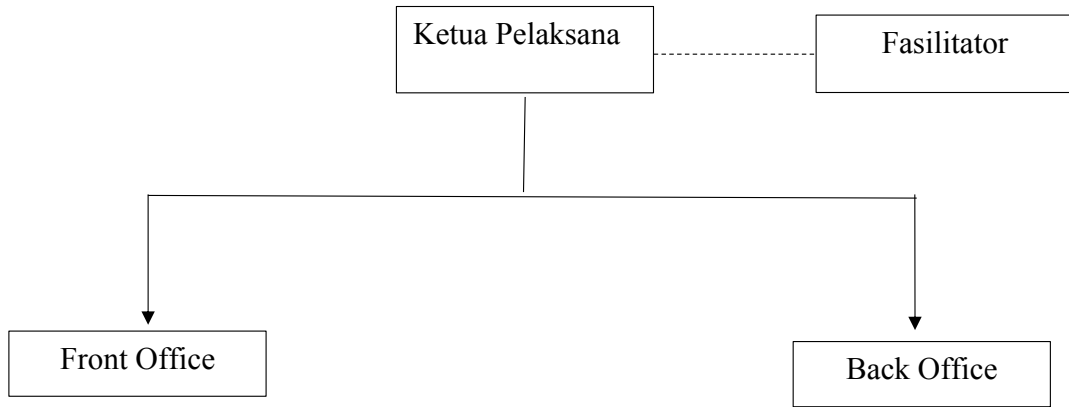 Ketua Pelaksana
Fasilitator
Front Office
Back Office